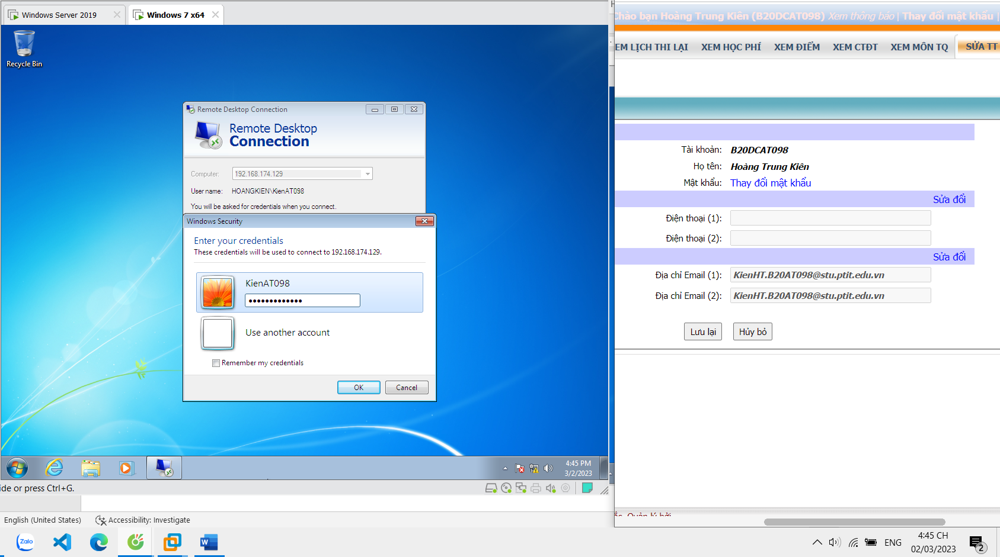 Windows Server 2019
Windows 7 x64
Recycle Bin
Remote Desktop Connection
Remote Desktop
Connection
Computer:
192.168.174.129
User name:
HOANGKIEN\KienAT098
You will be asked for credentials when you connect.
Windows Security
Enter your credentials
These credentials will be used to connect to 192.168.174.129.
KienAT098
•••••••••••••
Use another account
Remember my credentials
OK
Cancel
4:45 PM
3/2/2023
ide or press Ctrl+G.
English (United States)
Accessibility: Investigate
Chào bạn Hoàng Trung Kiên (B20DCAT098) Xem thông báo | Thay đổi mật khẩu |
EM LỊCH THI LẠI
XEM HỌC PHÍ
XEM ĐIỂM
XEM CTĐT
XEM MÔN TQ
SỬA TT
Tài khoản: B20DCAT098
Họ tên: Hoàng Trung Kiên
Mật khẩu: Thay đổi mật khẩu
Sửa đổi
Điện thoại (1):
Điện thoại (2):
Sửa đổi
Địa chỉ Email (1): KienHT.B20AT098@stu.ptit.edu.vn
Địa chỉ Email (2): KienHT.B20AT098@stu.ptit.edu.vn
Lưu lại
Hủy bỏ
Quản lý bởi
Zalo
W
ENG
4:45 CH
02/03/2023
2